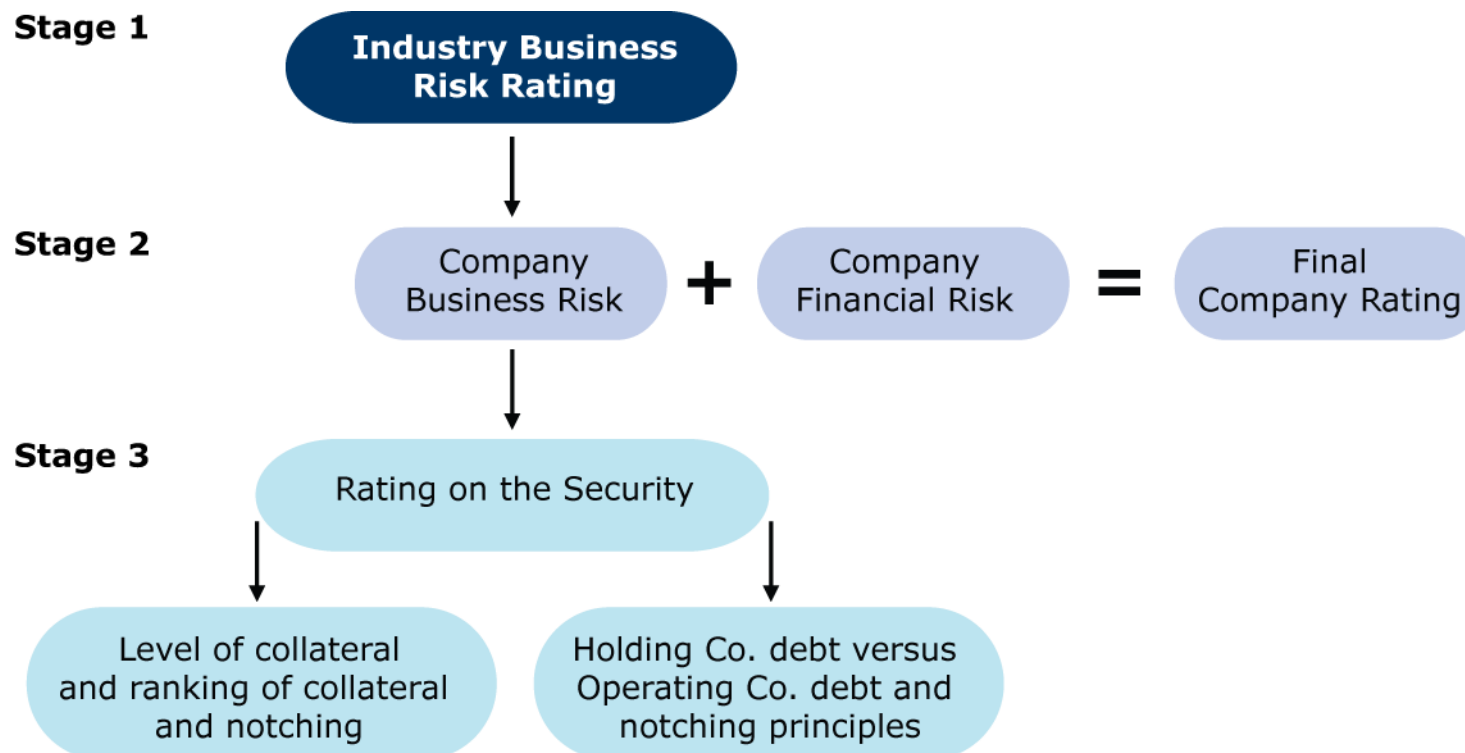 Stage 1
Industry Business
Risk Rating
Stage 2
Company
Business Risk
+
Company
Financial Risk
=
Final
Company Rating
Stage 3
Rating on the Security
Level of collateral
and ranking of collateral
and notching
Holding Co. debt versus
Operating Co. debt and
notching principles